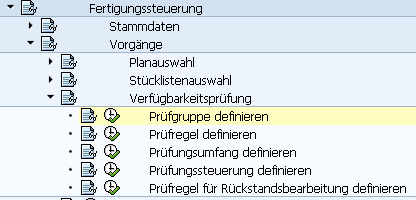 Fertigungssteuerung
Stammdaten
Vorgänge
Planauswahl
Stücklistenauswahl
Verfügbarkeitsprüfung
Prüfgruppe definieren
Prüfregel definieren
Prüfungsumfang definieren
Prüfungssteuerung definieren
Prüfregel für Rückstandsbearbeitung definieren